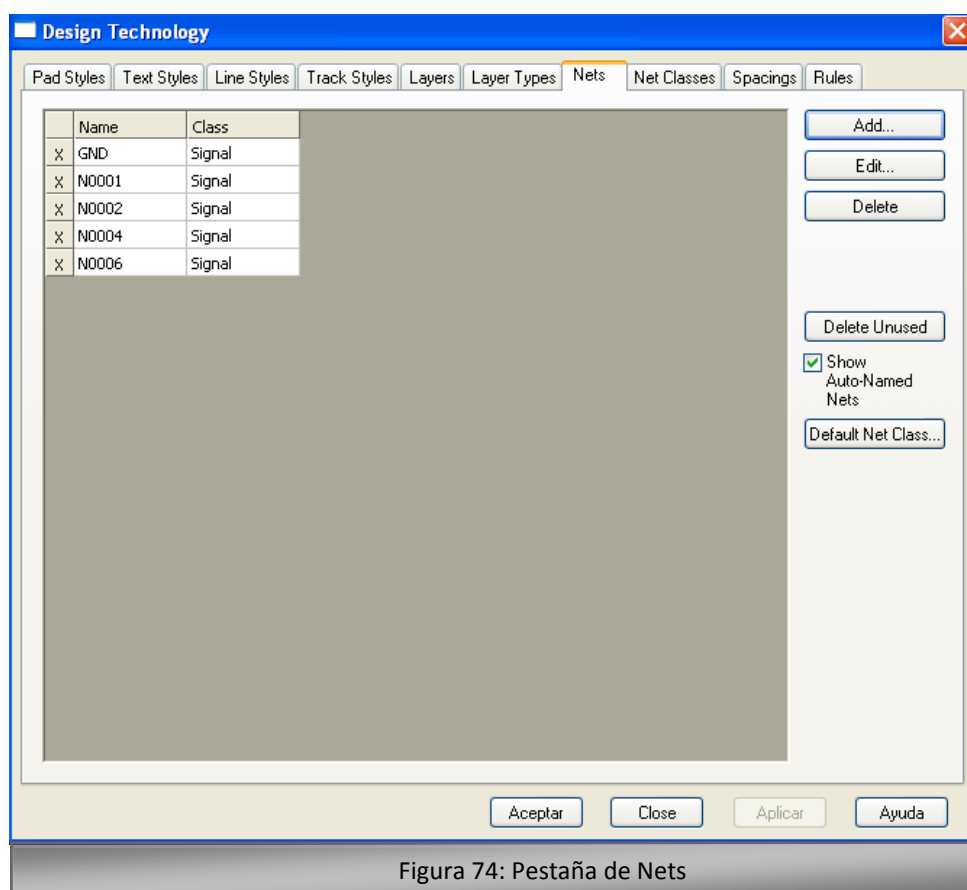 Design Technology
Pad Styles Text Styles Line Styles Track Styles Layers Layer Types Nets Net Classes Spacings Rules
Name Class
X GND Signal
X N0001 Signal
X N0002 Signal
X N0004 Signal
X N0006 Signal
Add...
Edit...
Delete
Delete Unused
Show
Auto-Named
Nets
Default Net Class...
Aceptar Close Aplicar Ayuda
Figura 74: Pestaña de Nets